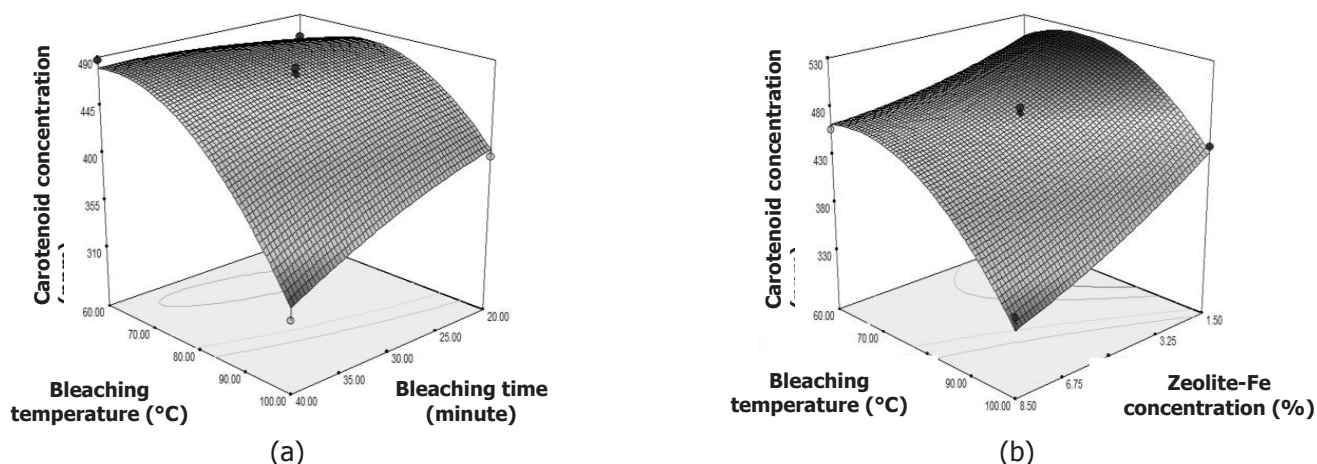 Carotenoid concentration
490
445
400
355
310
60.00
70.00
80.00
90.00
100.00
40.00
35.00
30.00
25.00
20.00
Bleaching
temperature (°C)
Bleaching time
(minute)
(a)
Carotenoid concentration
530
480
430
380
330
60.00
70.00
90.00
100.00
8.50
6.75
3.25
1.50
Bleaching
temperature (°C)
Zeolite-Fe
concentration (%)
(b)